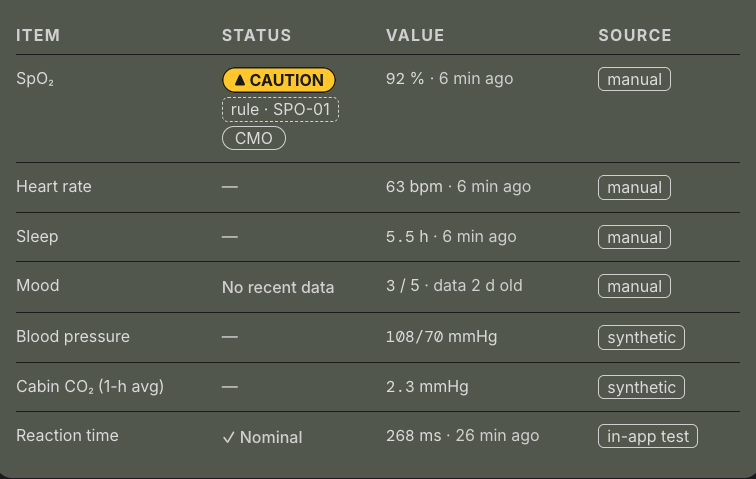 ITEM STATUS VALUE SOURCE
SpO₂ ▲ CAUTION 92 % · 6 min ago manual
rule · SPO-01
CMO
Heart rate — 63 bpm · 6 min ago manual
Sleep — 5.5 h · 6 min ago manual
Mood No recent data 3 / 5 · data 2 d old manual
Blood pressure — 108/70 mmHg synthetic
Cabin CO₂ (1-h avg) — 2.3 mmHg synthetic
Reaction time ✓ Nominal 268 ms · 26 min ago in-app test